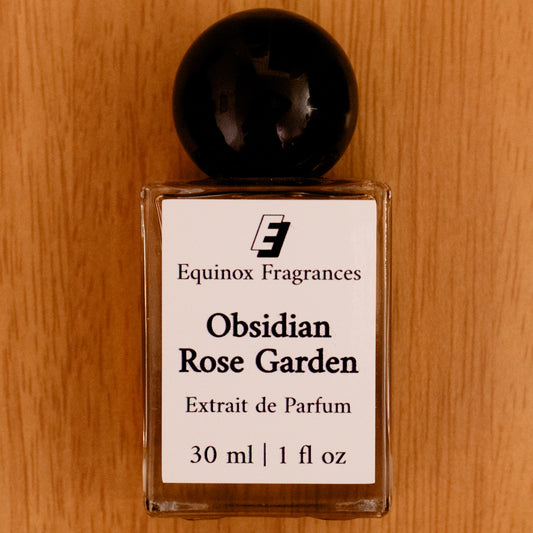 E
Equinox Fragrances
Obsidian
Rose Garden
Extrait de Parfum
30 ml | 1 fl oz